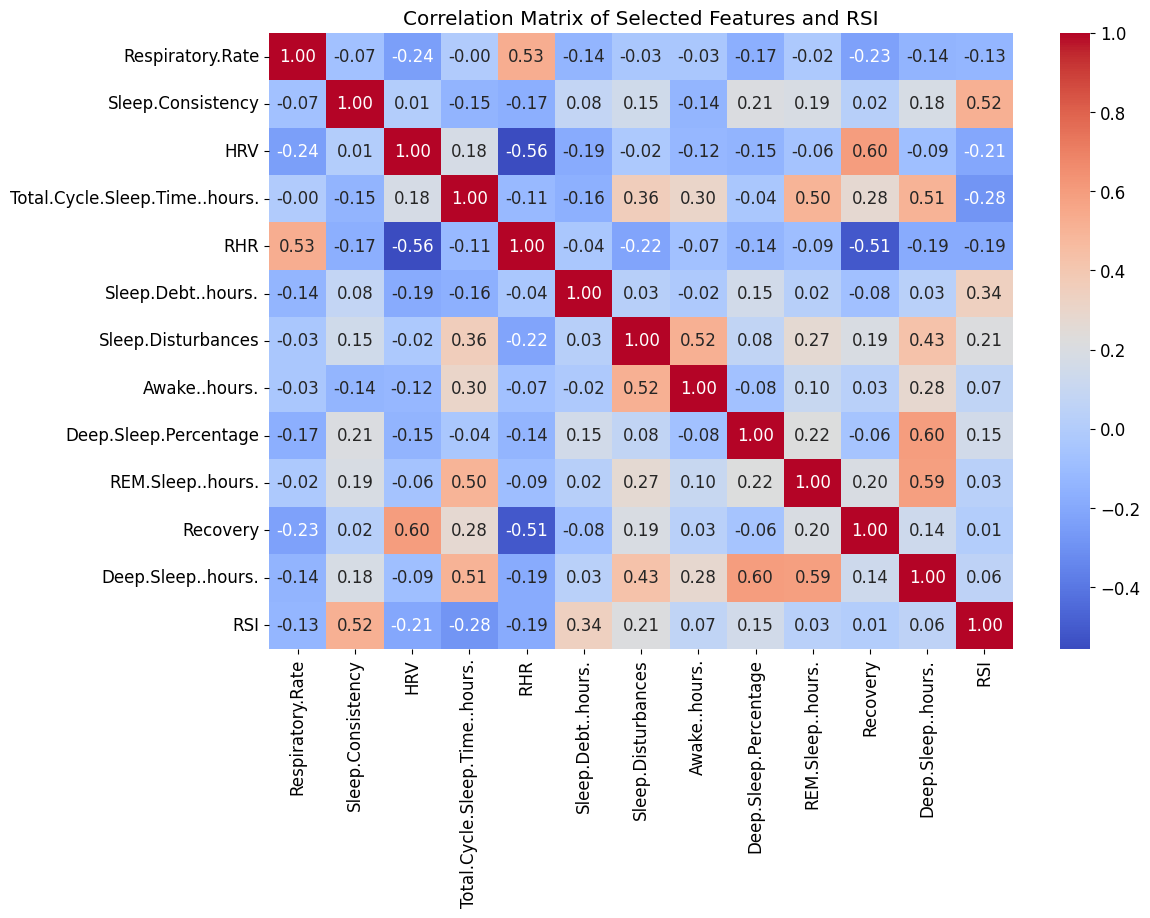 Correlation Matrix of Selected Features and RSI
Respiratory.Rate 1.00 -0.07 -0.24 -0.00 0.53 -0.14 -0.03 -0.03 -0.17 -0.02 -0.23 -0.14 -0.13
Sleep.Consistency -0.07 1.00 0.01 -0.15 -0.17 0.08 0.15 -0.14 0.21 0.19 0.02 0.18 0.52
HRV -0.24 0.01 1.00 0.18 -0.56 -0.19 -0.02 -0.12 -0.15 -0.06 0.60 -0.09 -0.21
Total.Cycle.Sleep.Time..hours. -0.00 -0.15 0.18 1.00 -0.11 -0.16 0.36 0.30 -0.04 0.50 0.28 0.51 -0.28
RHR 0.53 -0.17 -0.56 -0.11 1.00 -0.04 -0.22 -0.07 -0.14 -0.09 -0.51 -0.19 -0.19
Sleep.Debt..hours. -0.14 0.08 -0.19 -0.16 -0.04 1.00 0.03 -0.02 0.15 0.02 -0.08 0.03 0.34
Sleep.Disturbances -0.03 0.15 -0.02 0.36 -0.22 0.03 1.00 0.52 0.08 0.27 0.19 0.43 0.21
Awake..hours. -0.03 -0.14 -0.12 0.30 -0.07 -0.02 0.52 1.00 -0.08 0.10 0.03 0.28 0.07
Deep.Sleep.Percentage -0.17 0.21 -0.15 -0.04 -0.14 0.15 0.08 -0.08 1.00 0.22 -0.06 0.60 0.15
REM.Sleep..hours. -0.02 0.19 -0.06 0.50 -0.09 0.02 0.27 0.10 0.22 1.00 0.20 0.59 0.03
Recovery -0.23 0.02 0.60 0.28 -0.51 -0.08 0.19 0.03 -0.06 0.20 1.00 0.14 0.01
Deep.Sleep..hours. -0.14 0.18 -0.09 0.51 -0.19 0.03 0.43 0.28 0.60 0.59 0.14 1.00 0.06
RSI -0.13 0.52 -0.21 -0.28 -0.19 0.34 0.21 0.07 0.15 0.03 0.01 0.06 1.00
Respiratory.Rate
Sleep.Consistency
HRV
Total.Cycle.Sleep.Time..hours.
RHR
Sleep.Debt..hours.
Sleep.Disturbances
Awake..hours.
Deep.Sleep.Percentage
REM.Sleep..hours.
Recovery
Deep.Sleep..hours.
RSI
1.0
0.8
0.6
0.4
0.2
0.0
−0.2
−0.4